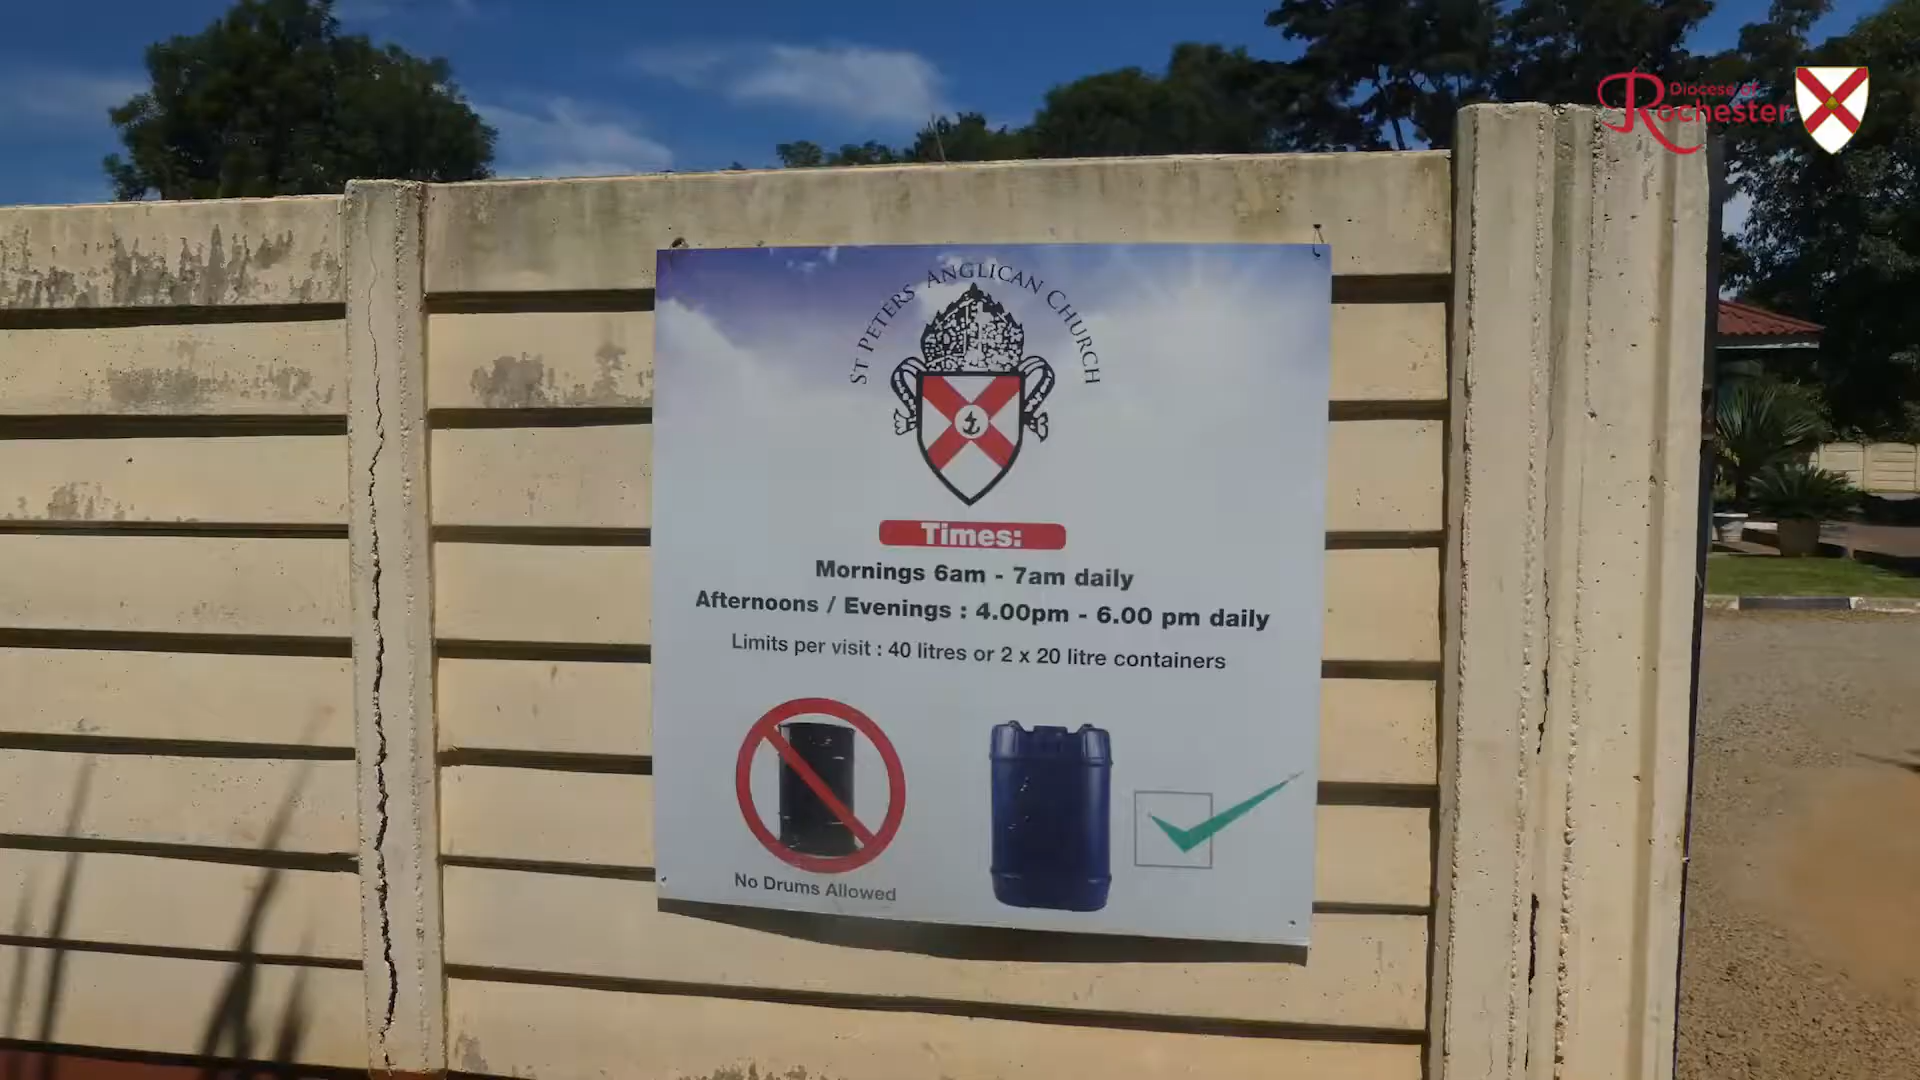 Diocese of
Rochester
ST PETERS ANGLICAN CHURCH
Times:
Mornings 6am - 7am daily
Afternoons / Evenings : 4.00pm - 6.00 pm daily
Limits per visit : 40 litres or 2 x 20 litre containers
No Drums Allowed